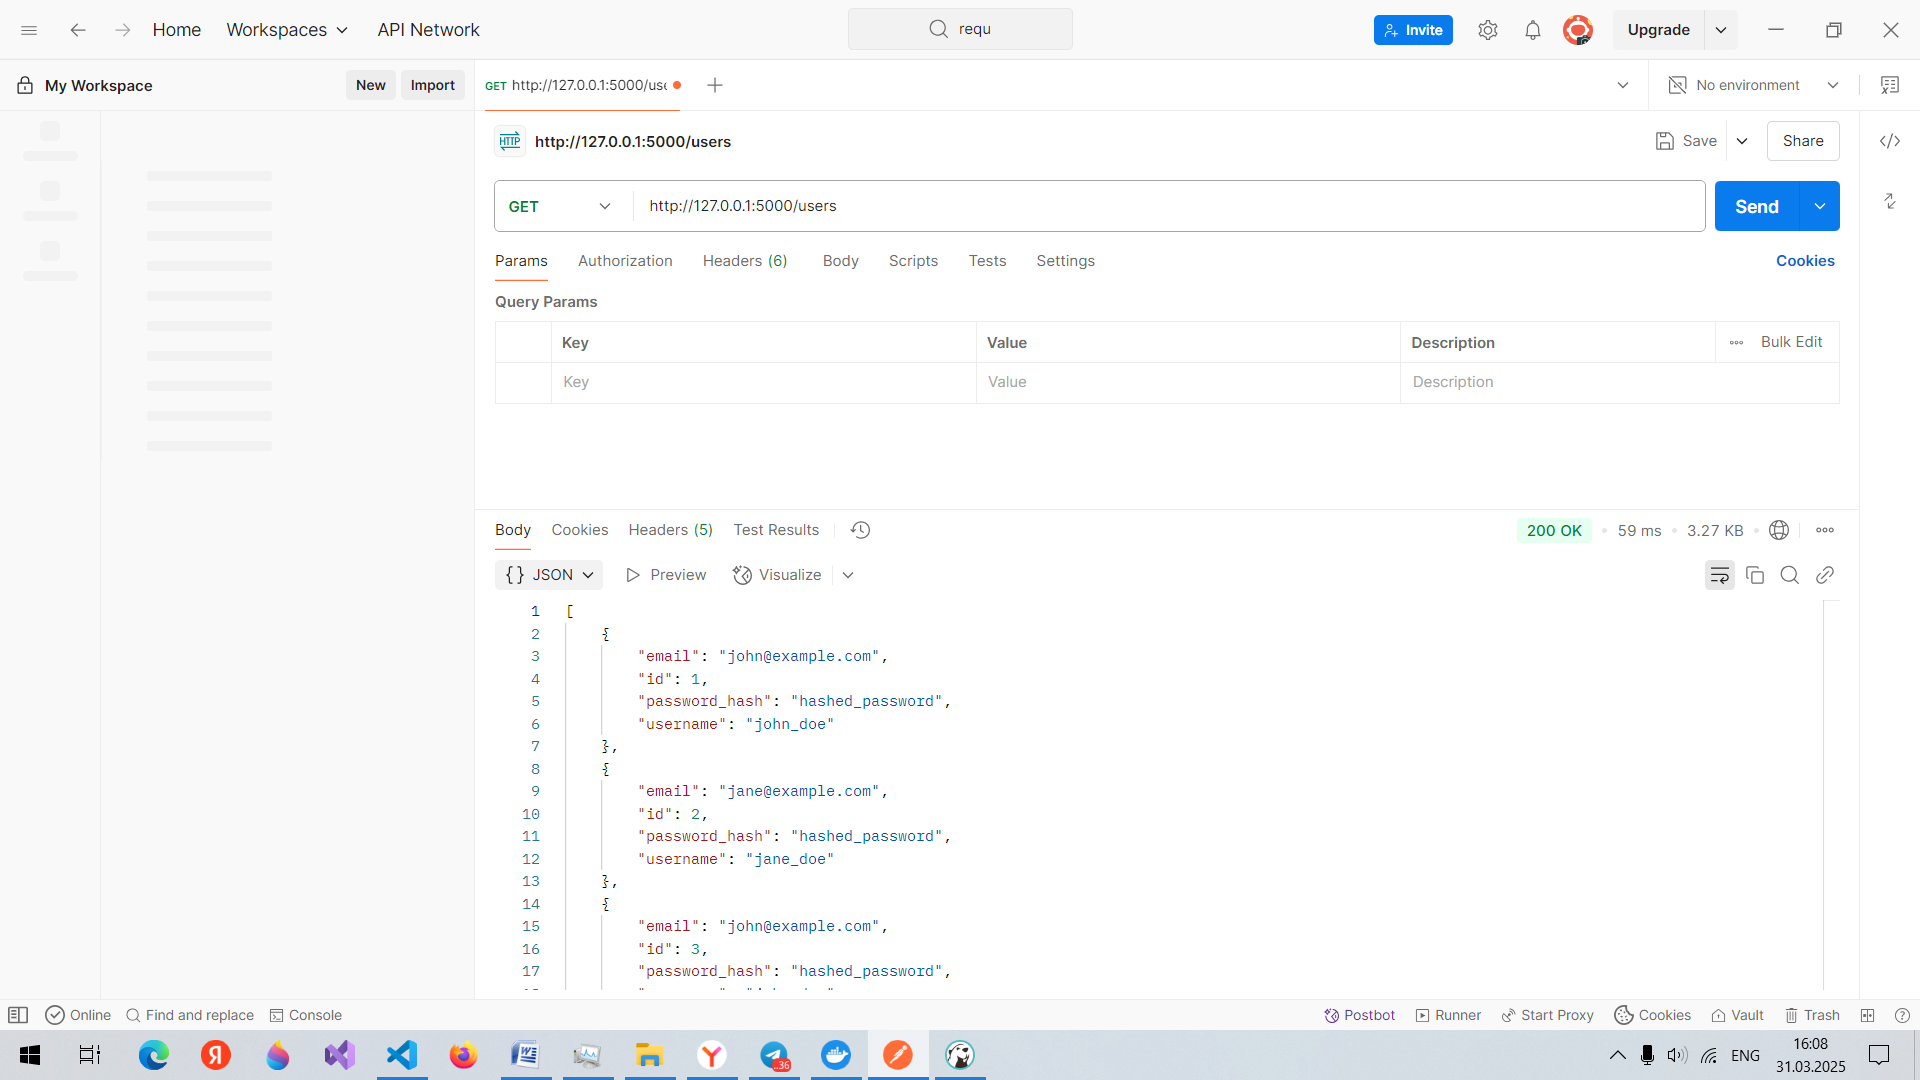 Home Workspaces API Network requ Invite Upgrade
My Workspace New Import GET http://127.0.0.1:5000/use No environment
HTTP http://127.0.0.1:5000/users Save Share
GET http://127.0.0.1:5000/users Send
Params Authorization Headers (6) Body Scripts Tests Settings Cookies
Query Params
Key Value Description Bulk Edit
Key Value Description
Body Cookies Headers (5) Test Results 200 OK 59 ms 3.27 KB
{} JSON Preview Visualize
1 [
2 {
3 "email": "john@example.com",
4 "id": 1,
5 "password_hash": "hashed_password",
6 "username": "john_doe"
7 },
8 {
9 "email": "jane@example.com",
10 "id": 2,
11 "password_hash": "hashed_password",
12 "username": "jane_doe"
13 },
14 {
15 "email": "john@example.com",
16 "id": 3,
17 "password_hash": "hashed_password",
Online Find and replace Console Postbot Runner Start Proxy Cookies Vault Trash
Я W Y ..36 ENG 16:08
31.03.2025